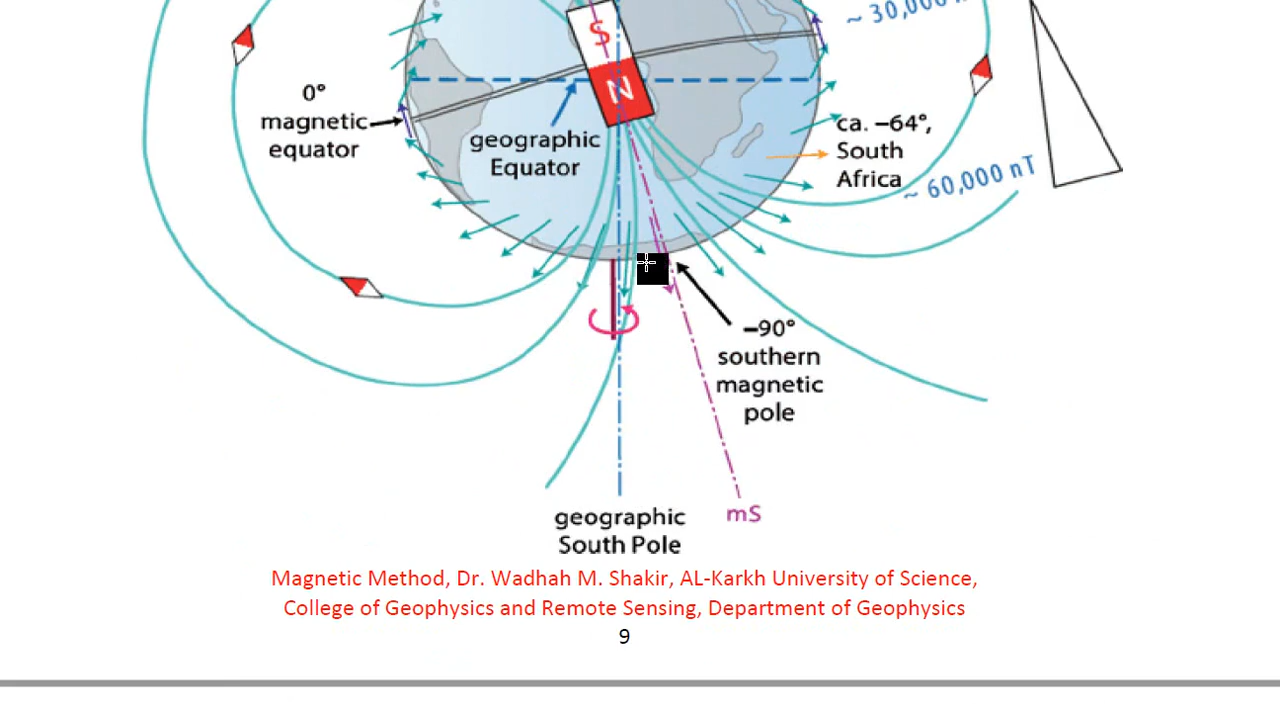 S
~ 30,000
N
0°
magnetic
equator
geographic
Equator
ca. –64°,
South
Africa
~ 60,000 nT
–90°
southern
magnetic
pole
geographic
South Pole
mS
Magnetic Method, Dr. Wadhah M. Shakir, AL-Karkh University of Science,
College of Geophysics and Remote Sensing, Department of Geophysics
9